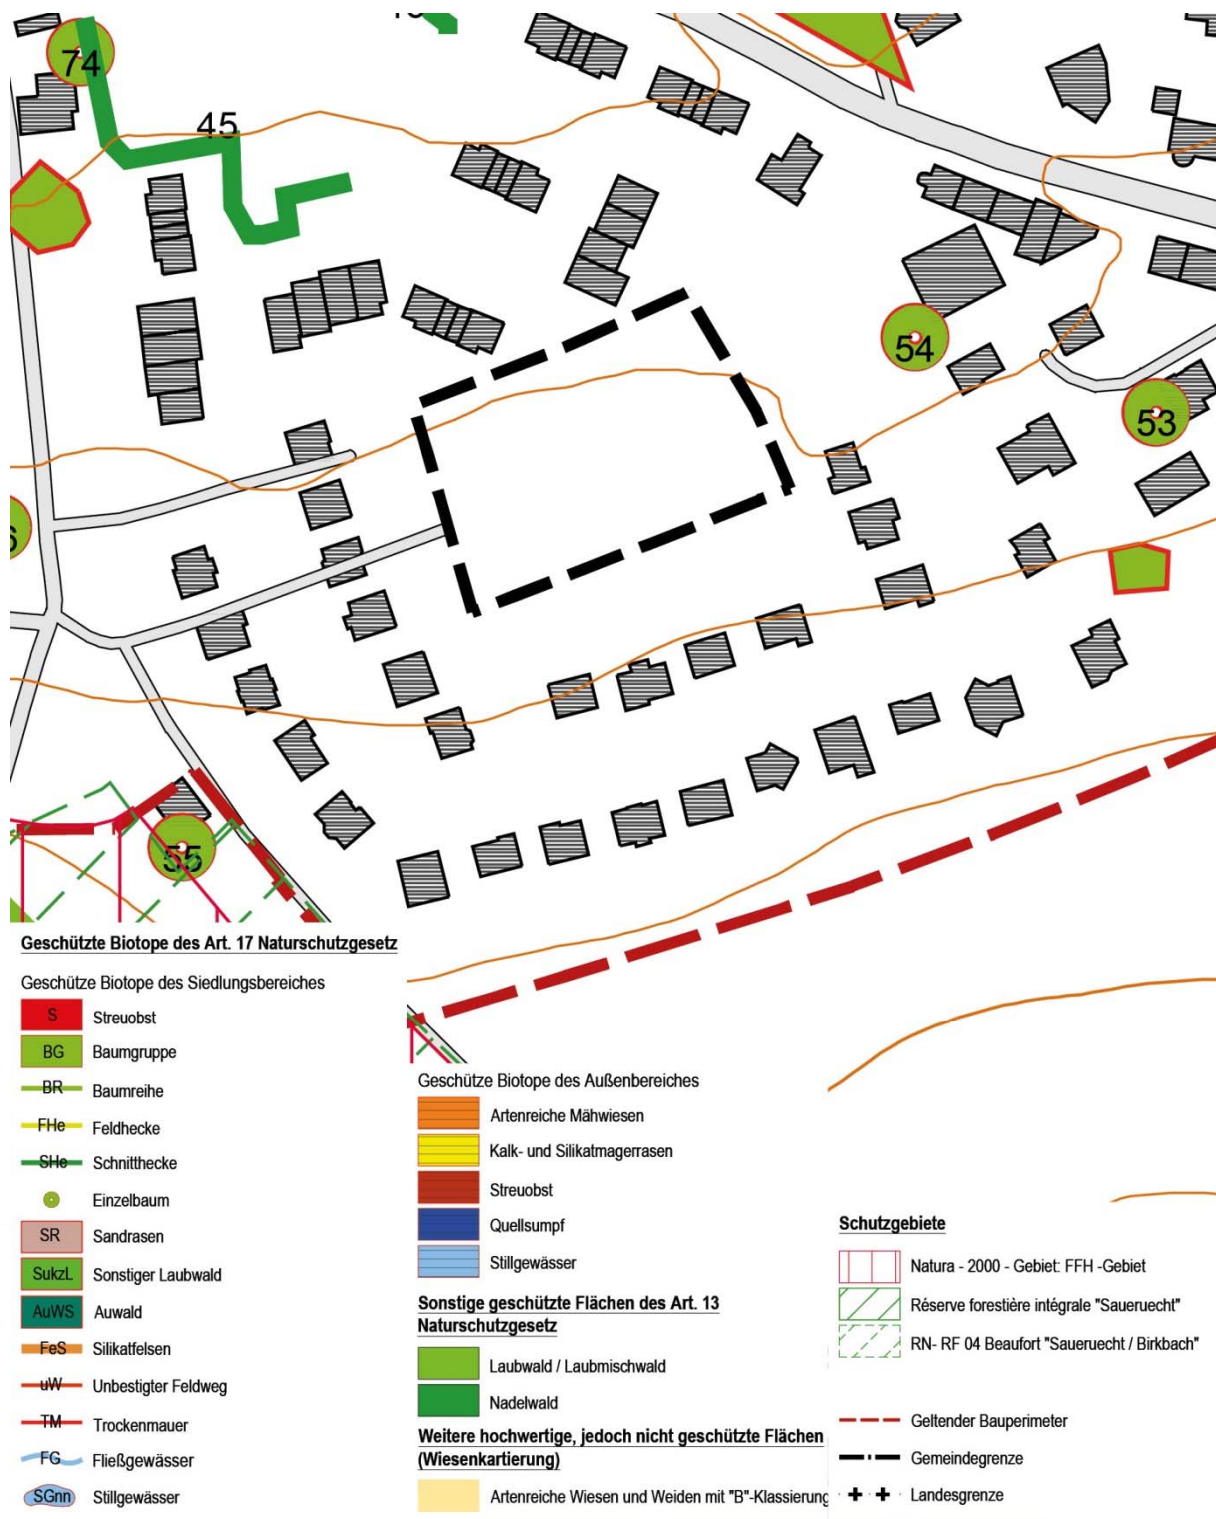 74
45
54
53
55
Geschützte Biotope des Art. 17 Naturschutzgesetz
Geschütze Biotope des Siedlungsbereiches
S Streuobst
BG Baumgruppe
BR Baumreihe
FHe Feldhecke
SHe Schnitthecke
Einzelbaum
SR Sandrasen
SukzL Sonstiger Laubwald
AuWS Auwald
FeS Silikatfelsen
uW Unbestigter Feldweg
TM Trockenmauer
FG Fließgewässer
SGnn Stillgewässer
Geschütze Biotope des Außenbereiches
Artenreiche Mähwiesen
Kalk- und Silikatmagerrasen
Streuobst
Quellsumpf
Stillgewässer
Sonstige geschützte Flächen des Art. 13
Naturschutzgesetz
Laubwald / Laubmischwald
Nadelwald
Weitere hochwertige, jedoch nicht geschützte Flächen
(Wiesenkartierung)
Artenreiche Wiesen und Weiden mit "B"-Klassierung
Schutzgebiete
Natura - 2000 - Gebiet: FFH -Gebiet
Réserve forestière intégrale "Saueruecht"
RN- RF 04 Beaufort "Saueruecht / Birkbach"
Geltender Bauperimeter
Gemeindegrenze
Landesgrenze